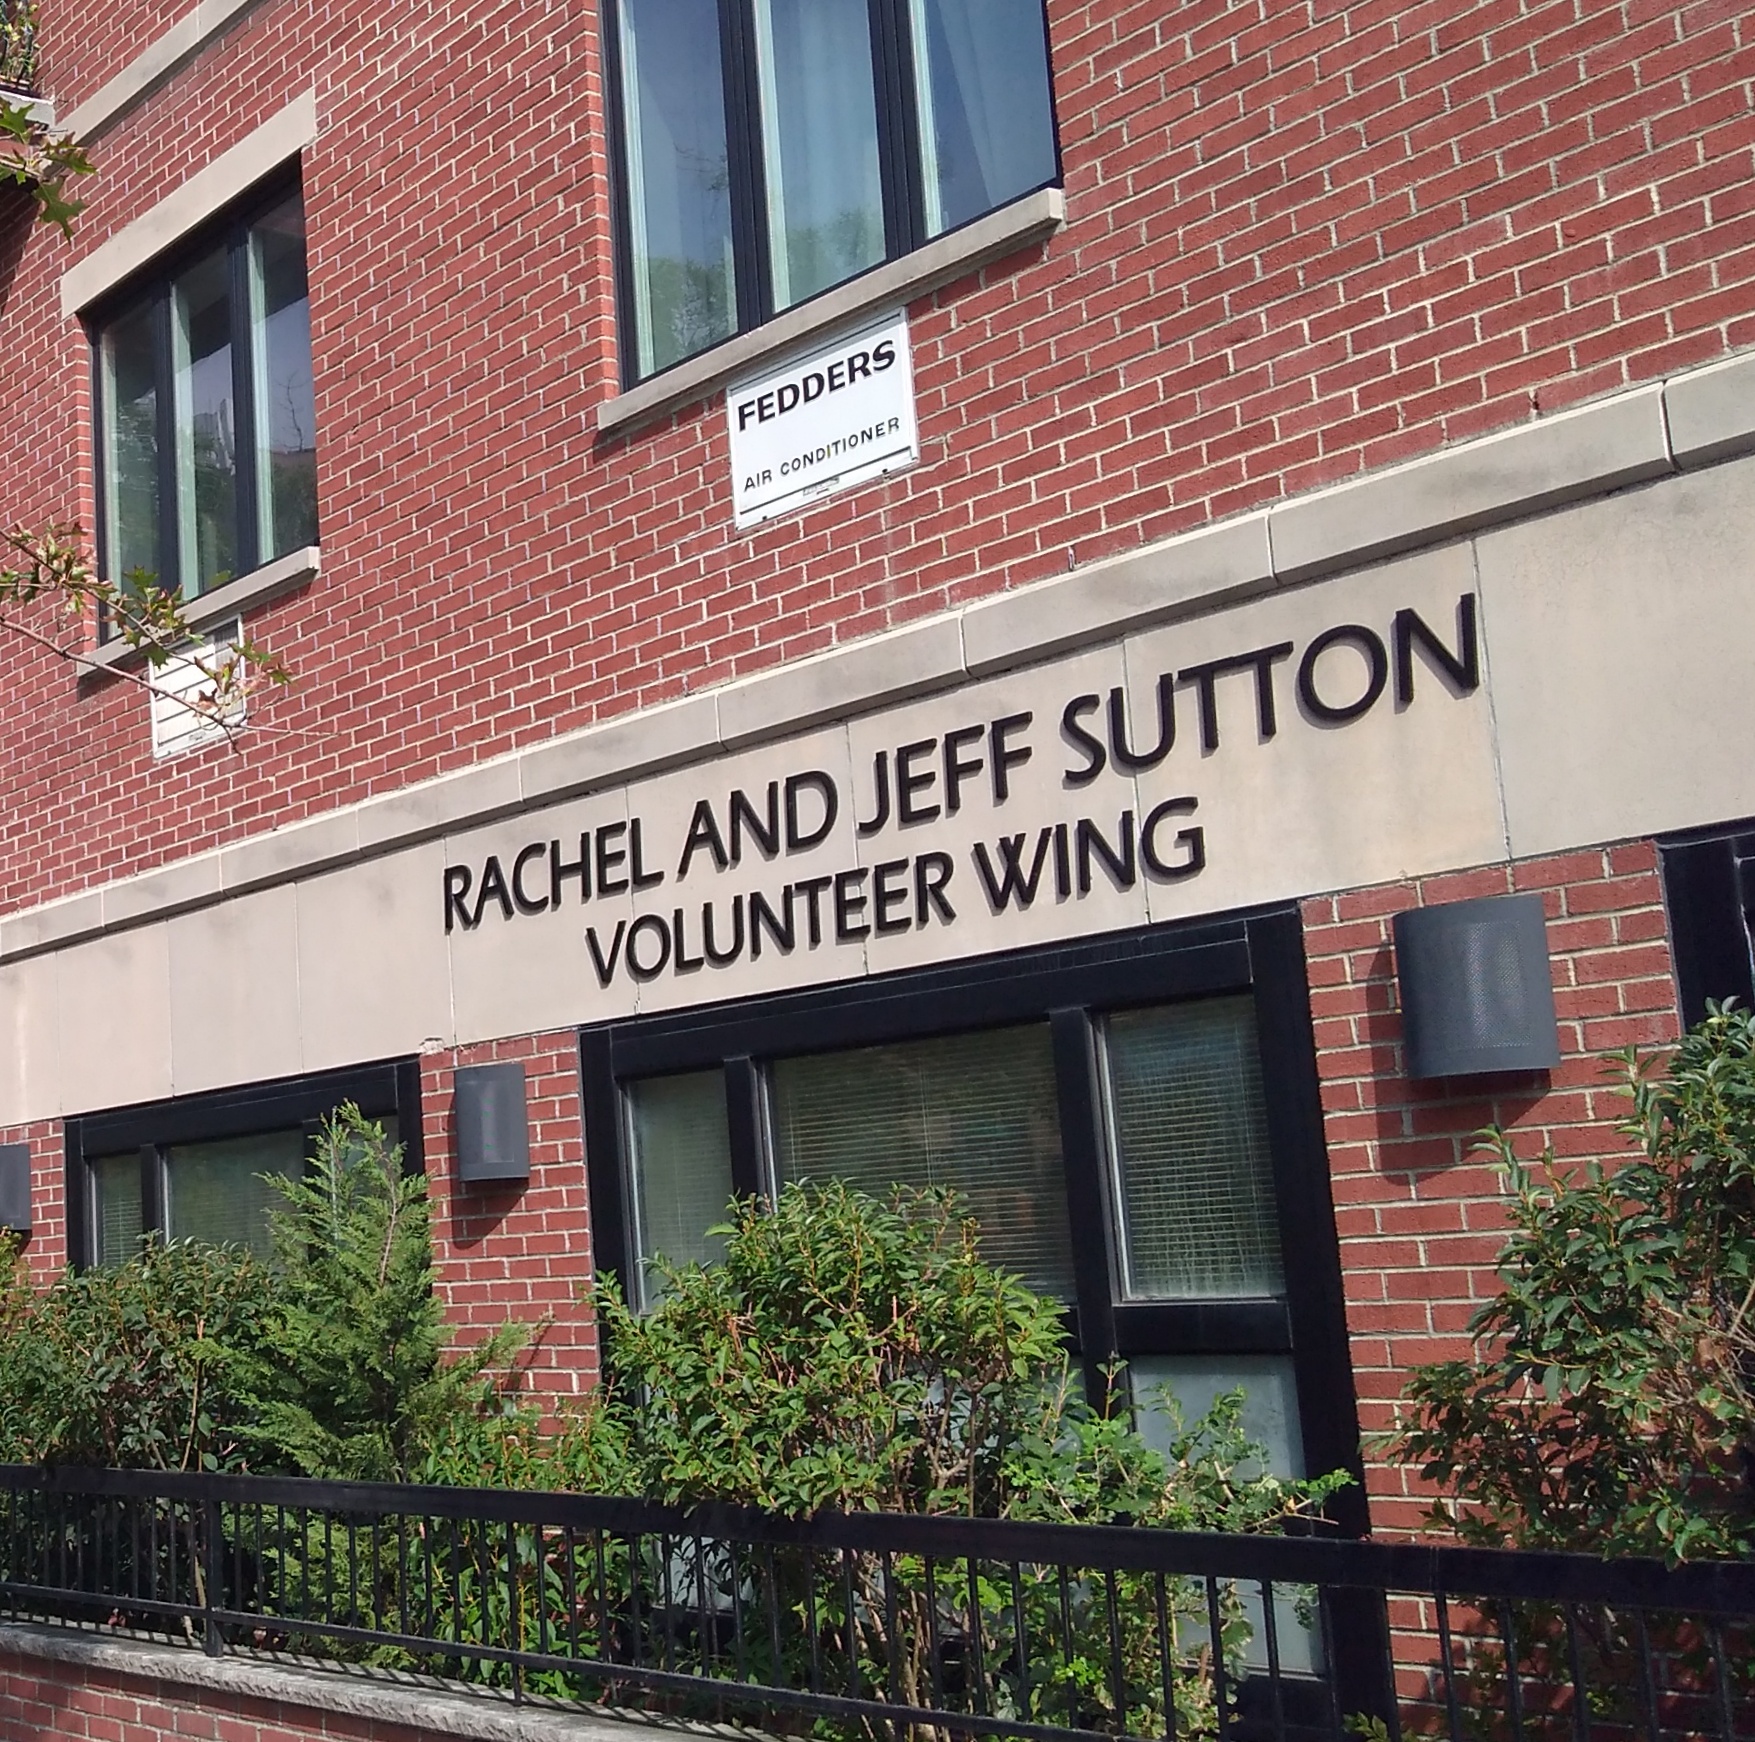 FEDDERS
AIR CONDITIONER
RACHEL AND JEFF SUTTON
VOLUNTEER WING